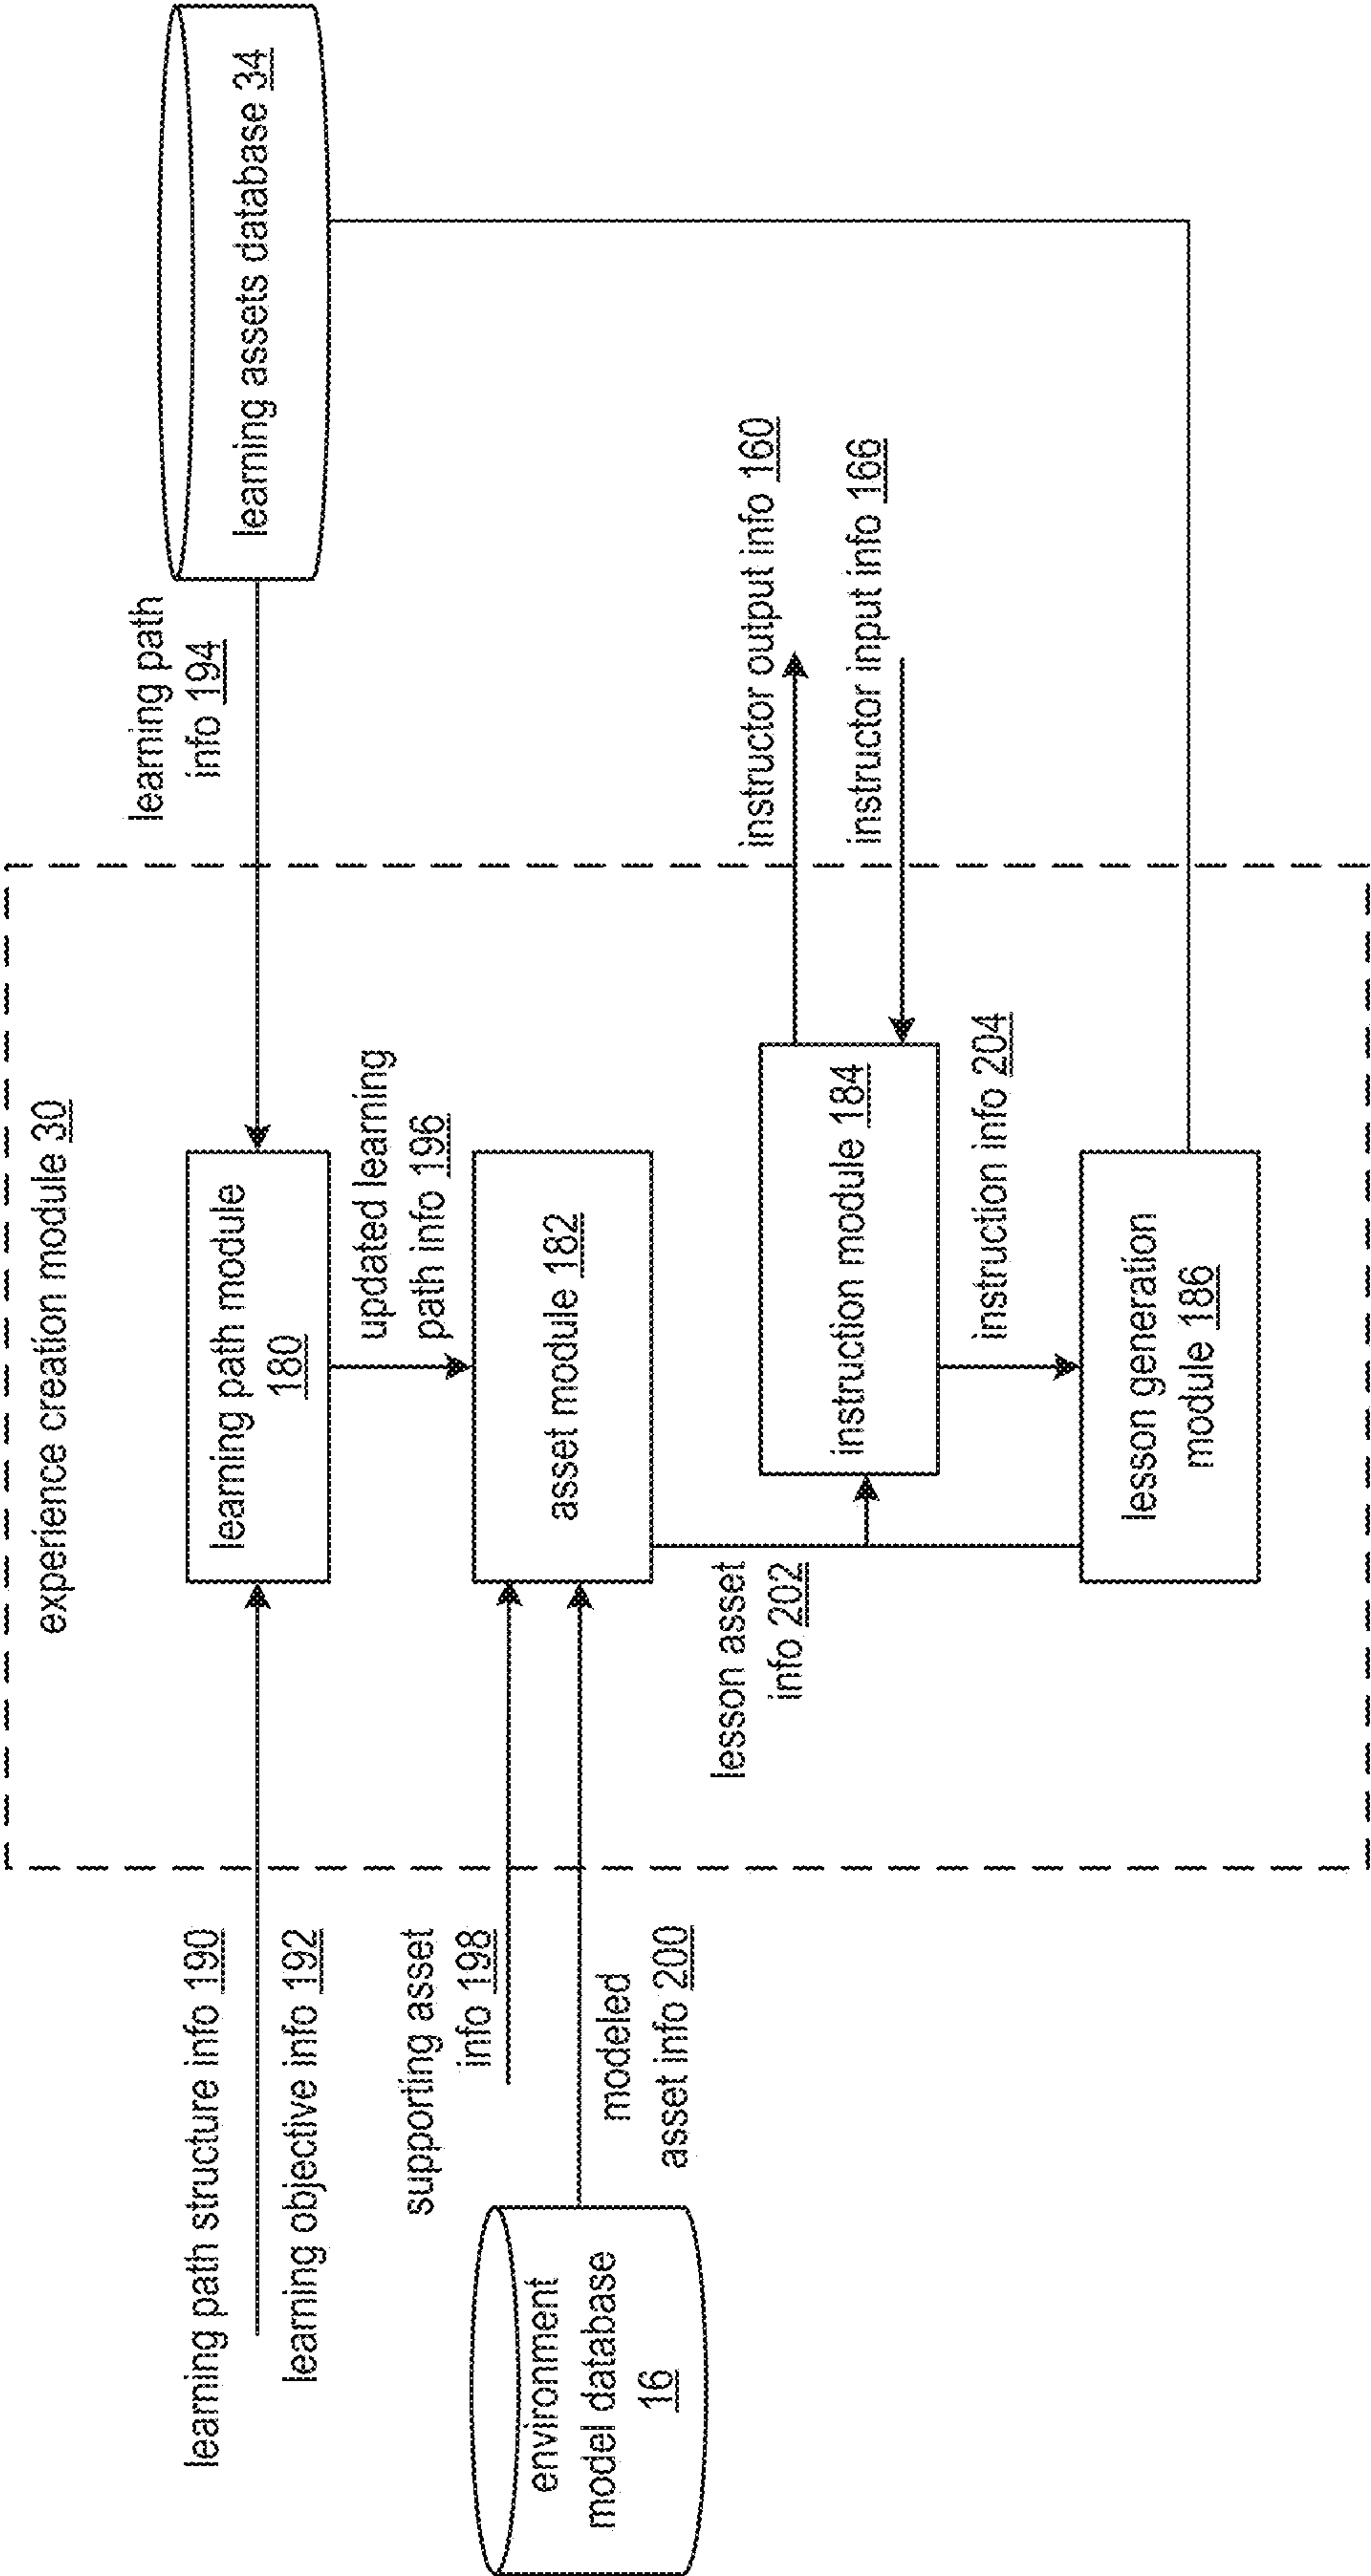 experience creation module 30
learning path structure info 190
learning objective info 192
learning path module
180
learning path
info 194
learning assets database 34
updated learning
path info 196
supporting asset
info 198
asset module 182
environment
model database
16
modeled
asset info 200
lesson asset
info 202
instruction module 184
instructor output info 160
instructor input info 166
instruction info 204
lesson generation
module 186